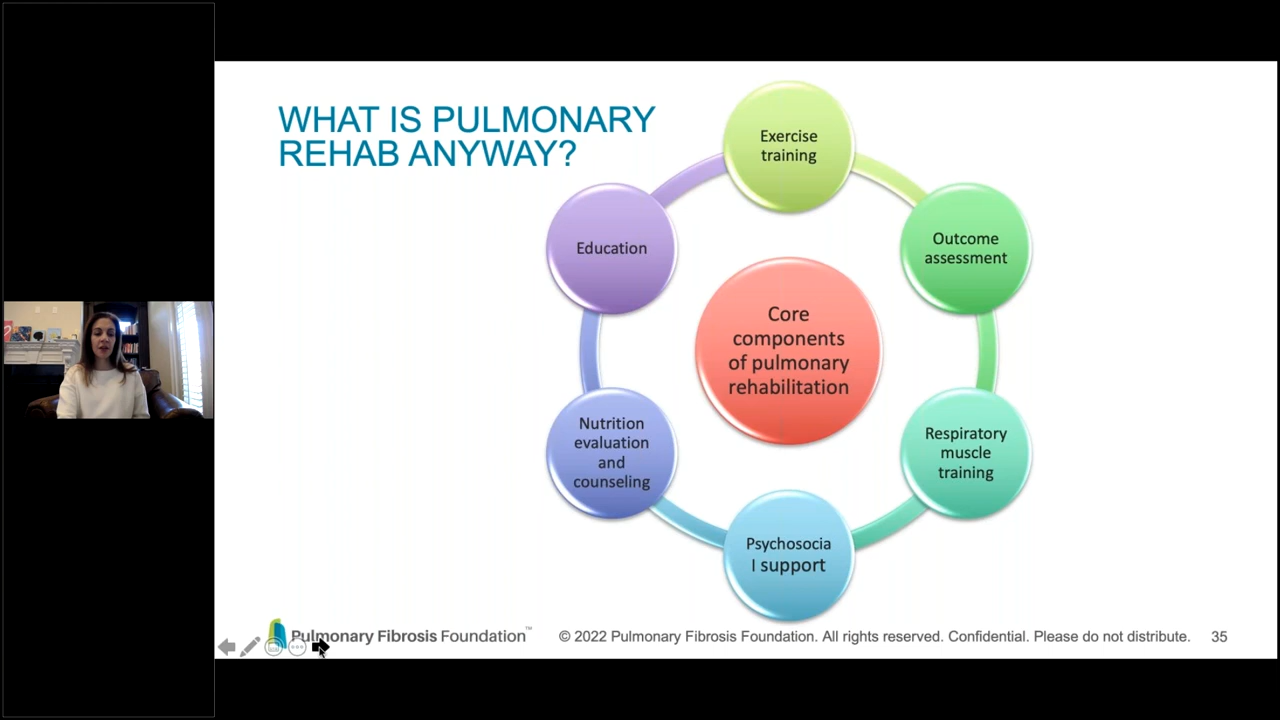 WHAT IS PULMONARY
REHAB ANYWAY?
Exercise
training
Outcome
assessment
Respiratory
muscle
training
Psychosocia
l support
Nutrition
evaluation
and
counseling
Education
Core
components
of pulmonary
rehabilitation
Pulmonary Fibrosis Foundation™
© 2022 Pulmonary Fibrosis Foundation. All rights reserved. Confidential. Please do not distribute.
35